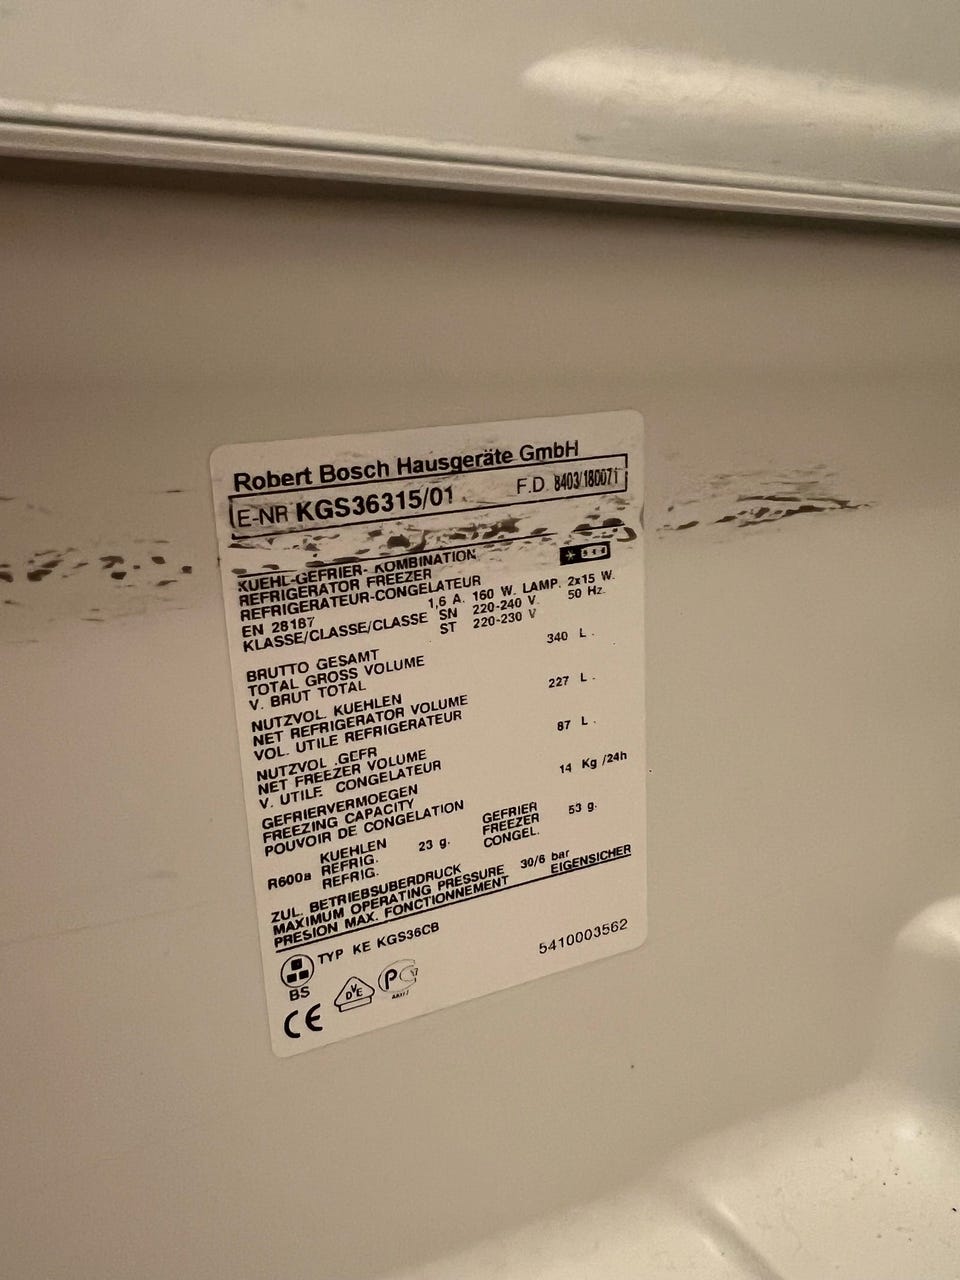 Robert Bosch Hausgeräte GmbH
E-NR KGS36315/01 F.D. 8403/180071
KUEHL-GEFRIER- KOMBINATION
REFRIGERATOR FREEZER
REFRIGERATEUR-CONGELATEUR
EN 28187 1,6 A. 160 W. LAMP. 2x15 W.
KLASSE/CLASSE/CLASSE SN 220-240 V. 50 Hz.
ST 220-230 V
BRUTTO GESAMT
TOTAL GROSS VOLUME 340 L.
V. BRUT TOTAL
NUTZVOL. KUEHLEN
NET REFRIGERATOR VOLUME 227 L.
VOL. UTILE REFRIGERATEUR
NUTZVOL .GEFR
NET FREEZER VOLUME 87 L.
V. UTILE CONGELATEUR
GEFRIERVERMOEGEN
FREEZING CAPACITY 14 Kg /24h
POUVOIR DE CONGELATION
KUEHLEN GEFRIER
R600a REFRIG. 23 g. FREEZER 53 g.
REFRIG. CONGEL.
ZUL. BETRIEBSUBERDRUCK
MAXIMUM OPERATING PRESSURE 30/6 bar
PRESION MAX. FONCTIONNEMENT EIGENSICHER
TYP KE KGS36CB
BS 5410003562
DVE
CE